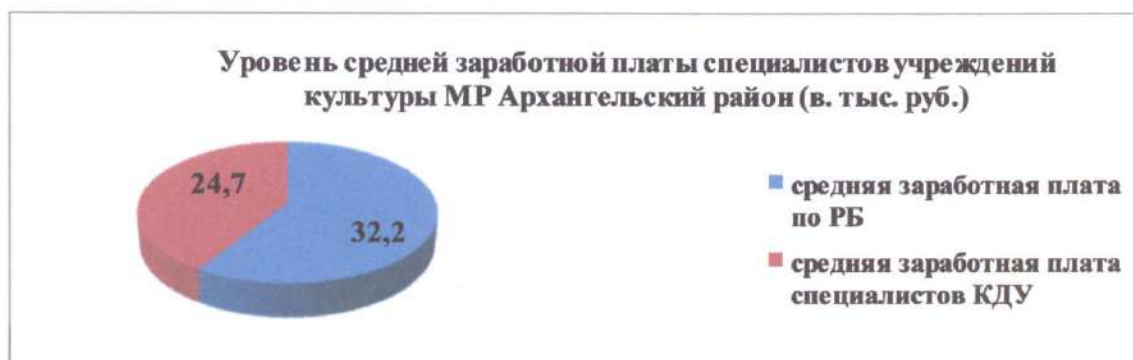 Уровень средней заработной платы специалистов учреждений
культуры МР Архангельский район (в. тыс. руб.)
24,7
32,2
средняя заработная плата
по РБ
средняя заработная плата
специалистов КДУ